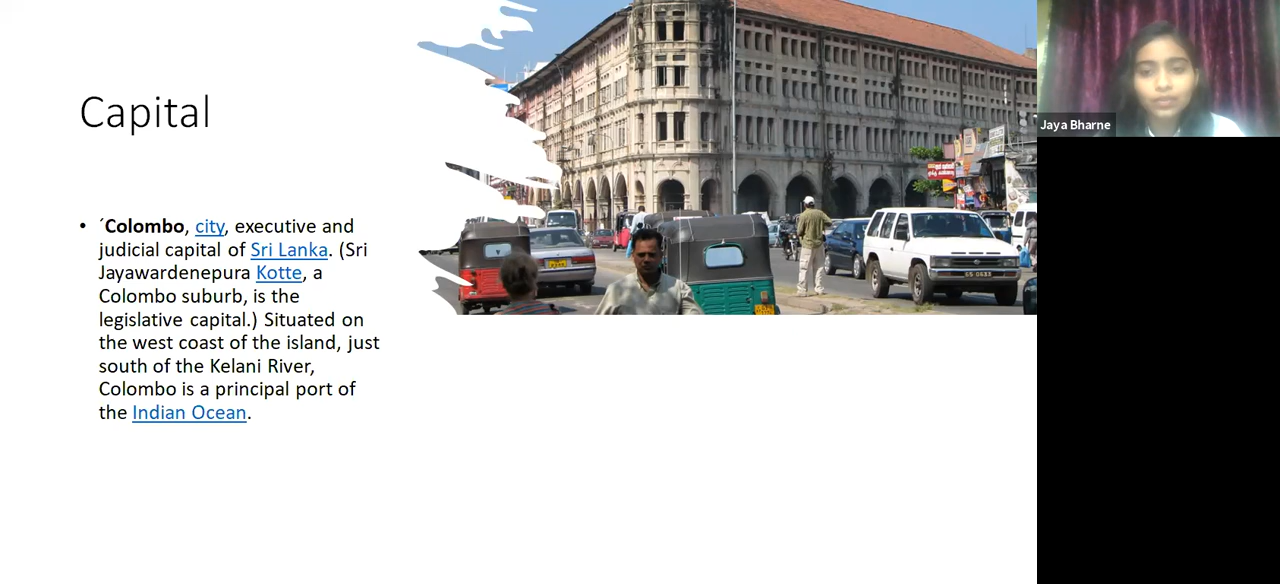 Capital
• ´Colombo, city, executive and
judicial capital of Sri Lanka. (Sri
Jayawardenepura Kotte, a
Colombo suburb, is the
legislative capital.) Situated on
the west coast of the island, just
south of the Kelani River,
Colombo is a principal port of
the Indian Ocean.
Jaya Bharne